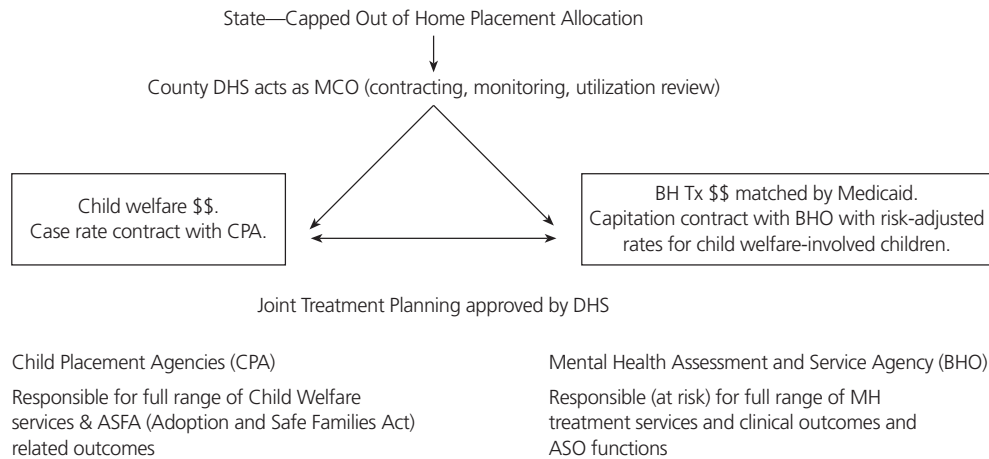 State—Capped Out of Home Placement Allocation
County DHS acts as MCO (contracting, monitoring, utilization review)
Child welfare $$.
Case rate contract with CPA.
BH Tx $$ matched by Medicaid.
Capitation contract with BHO with risk-adjusted
rates for child welfare-involved children.
Joint Treatment Planning approved by DHS
Child Placement Agencies (CPA)
Responsible for full range of Child Welfare
services & ASFA (Adoption and Safe Families Act)
related outcomes
Mental Health Assessment and Service Agency (BHO)
Responsible (at risk) for full range of MH
treatment services and clinical outcomes and
ASO functions